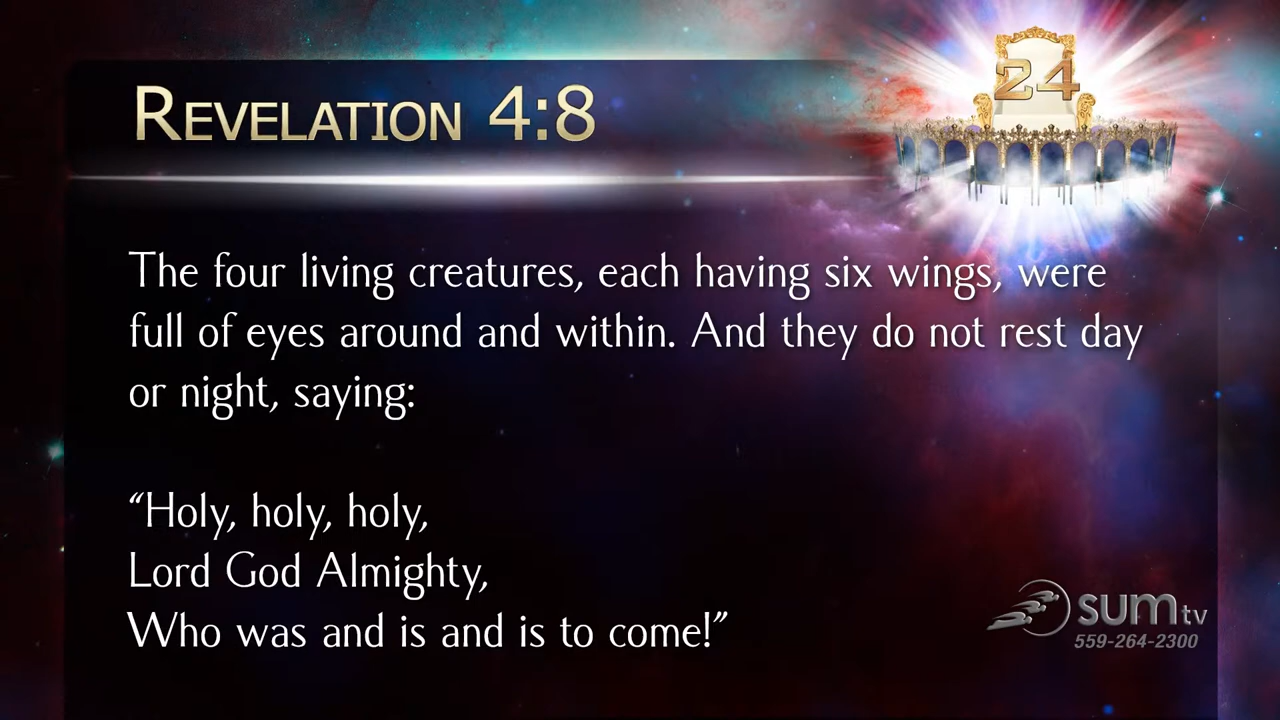 REVELATION 4:8
24
The four living creatures, each having six wings, were
full of eyes around and within. And they do not rest day
or night, saying:
“Holy, holy, holy,
Lord God Almighty,
Who was and is and is to come!”
sum tv
559-264-2300